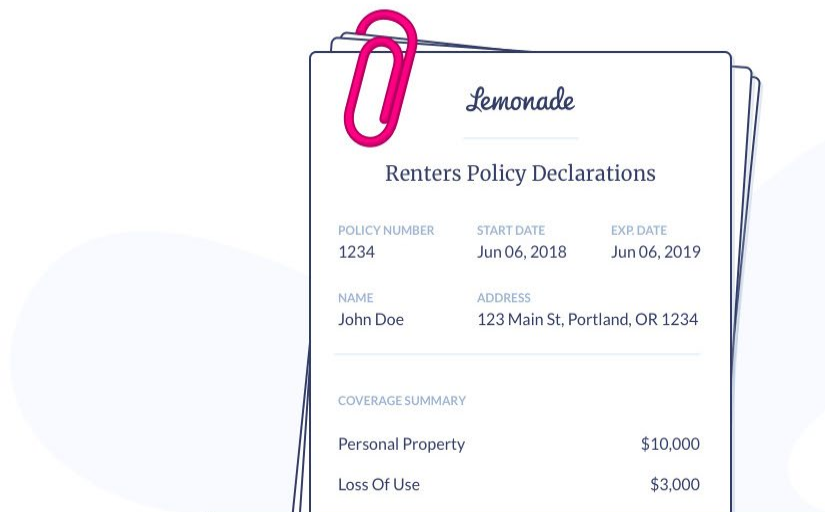 Lemonade
Renters Policy Declarations
POLICY NUMBER START DATE EXP. DATE
1234 Jun 06, 2018 Jun 06, 2019
NAME ADDRESS
John Doe 123 Main St, Portland, OR 1234
COVERAGE SUMMARY
Personal Property $10,000
Loss Of Use $3,000